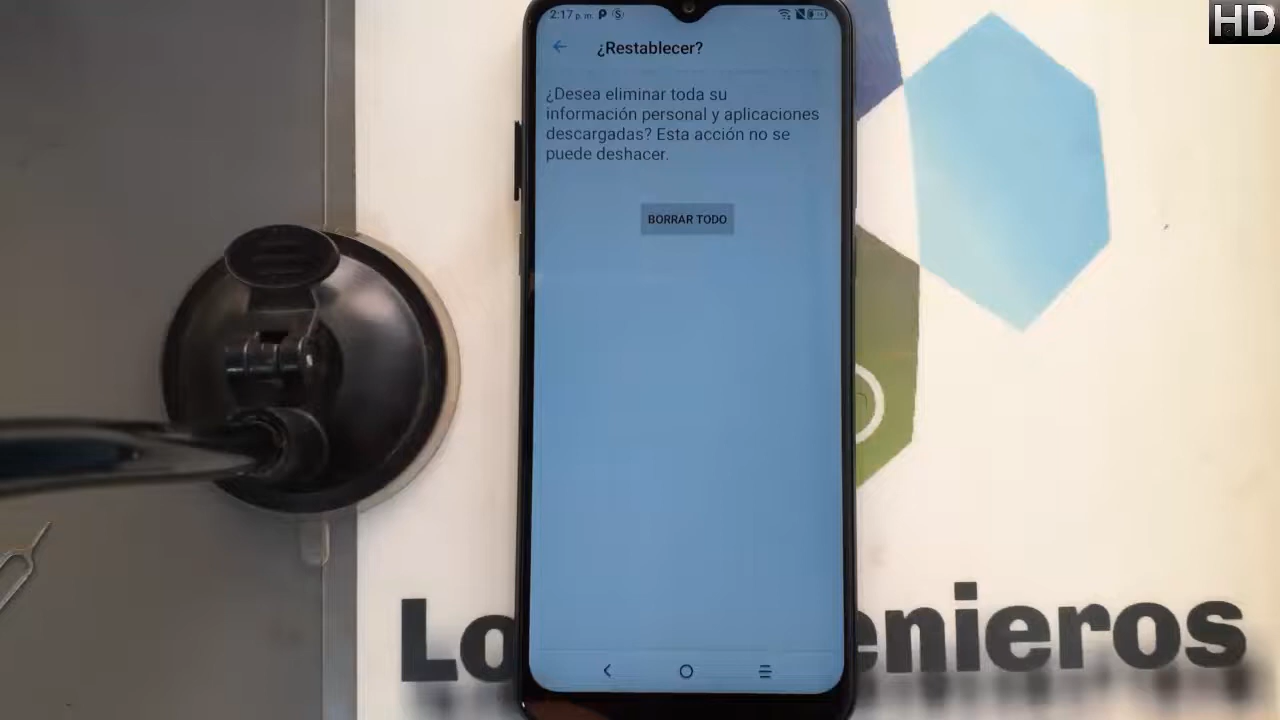 HD
2:17 p. m.
¿Restablecer?
¿Desea eliminar toda su
información personal y aplicaciones
descargadas? Esta acción no se
puede deshacer.
BORRAR TODO
Lo enieros